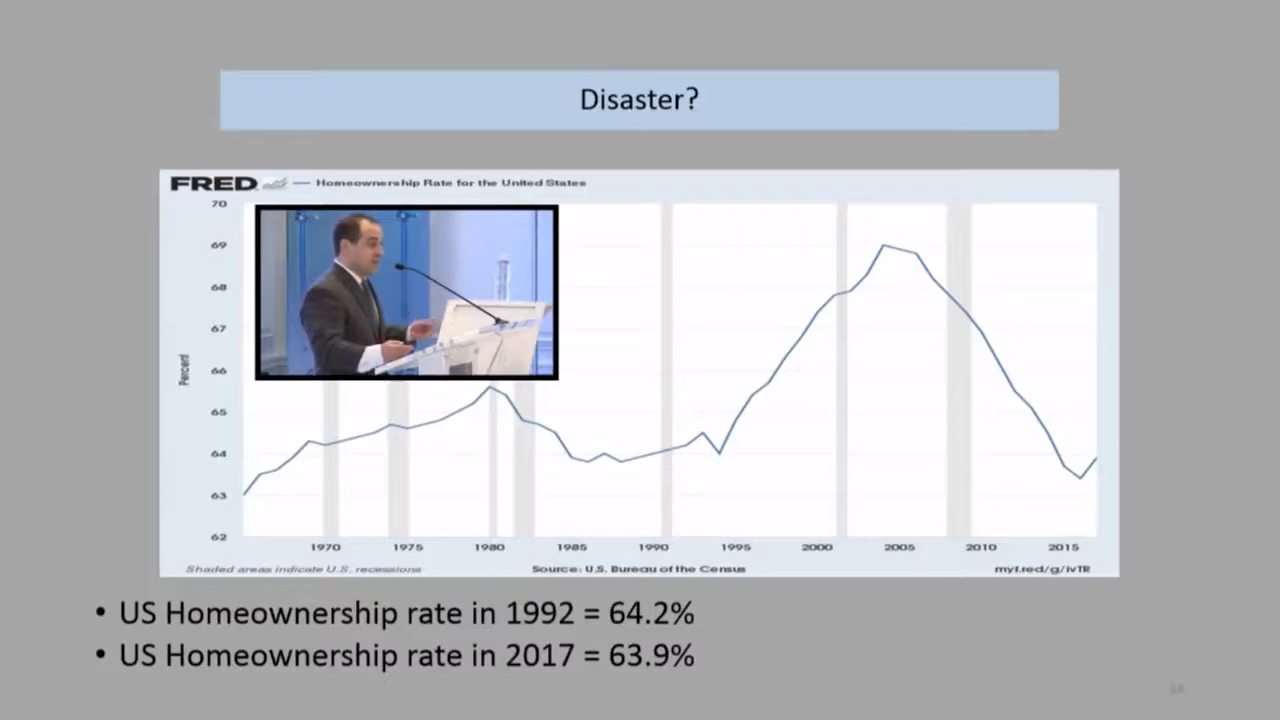 Disaster?
FRED — Homeownership Rate for the United States
70
69
68
67
66
65
64
63
62
Percent
1970 1975 1980 1985 1990 1995 2000 2005 2010 2015
Shaded areas indicate U.S. recessions Source: U.S. Bureau of the Census myf.red/g/ivTR
• US Homeownership rate in 1992 = 64.2%
• US Homeownership rate in 2017 = 63.9%